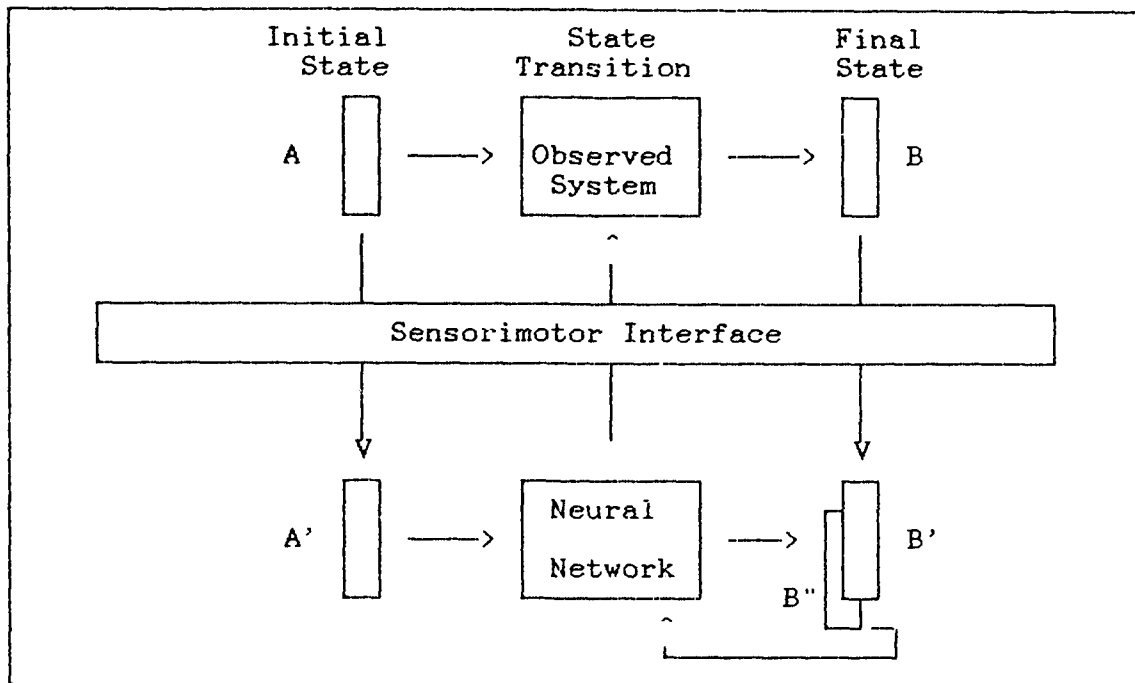 Initial State
State Transition
Final State
A
Observed System
B
Sensorimotor Interface
A'
Neural Network
B'
B"